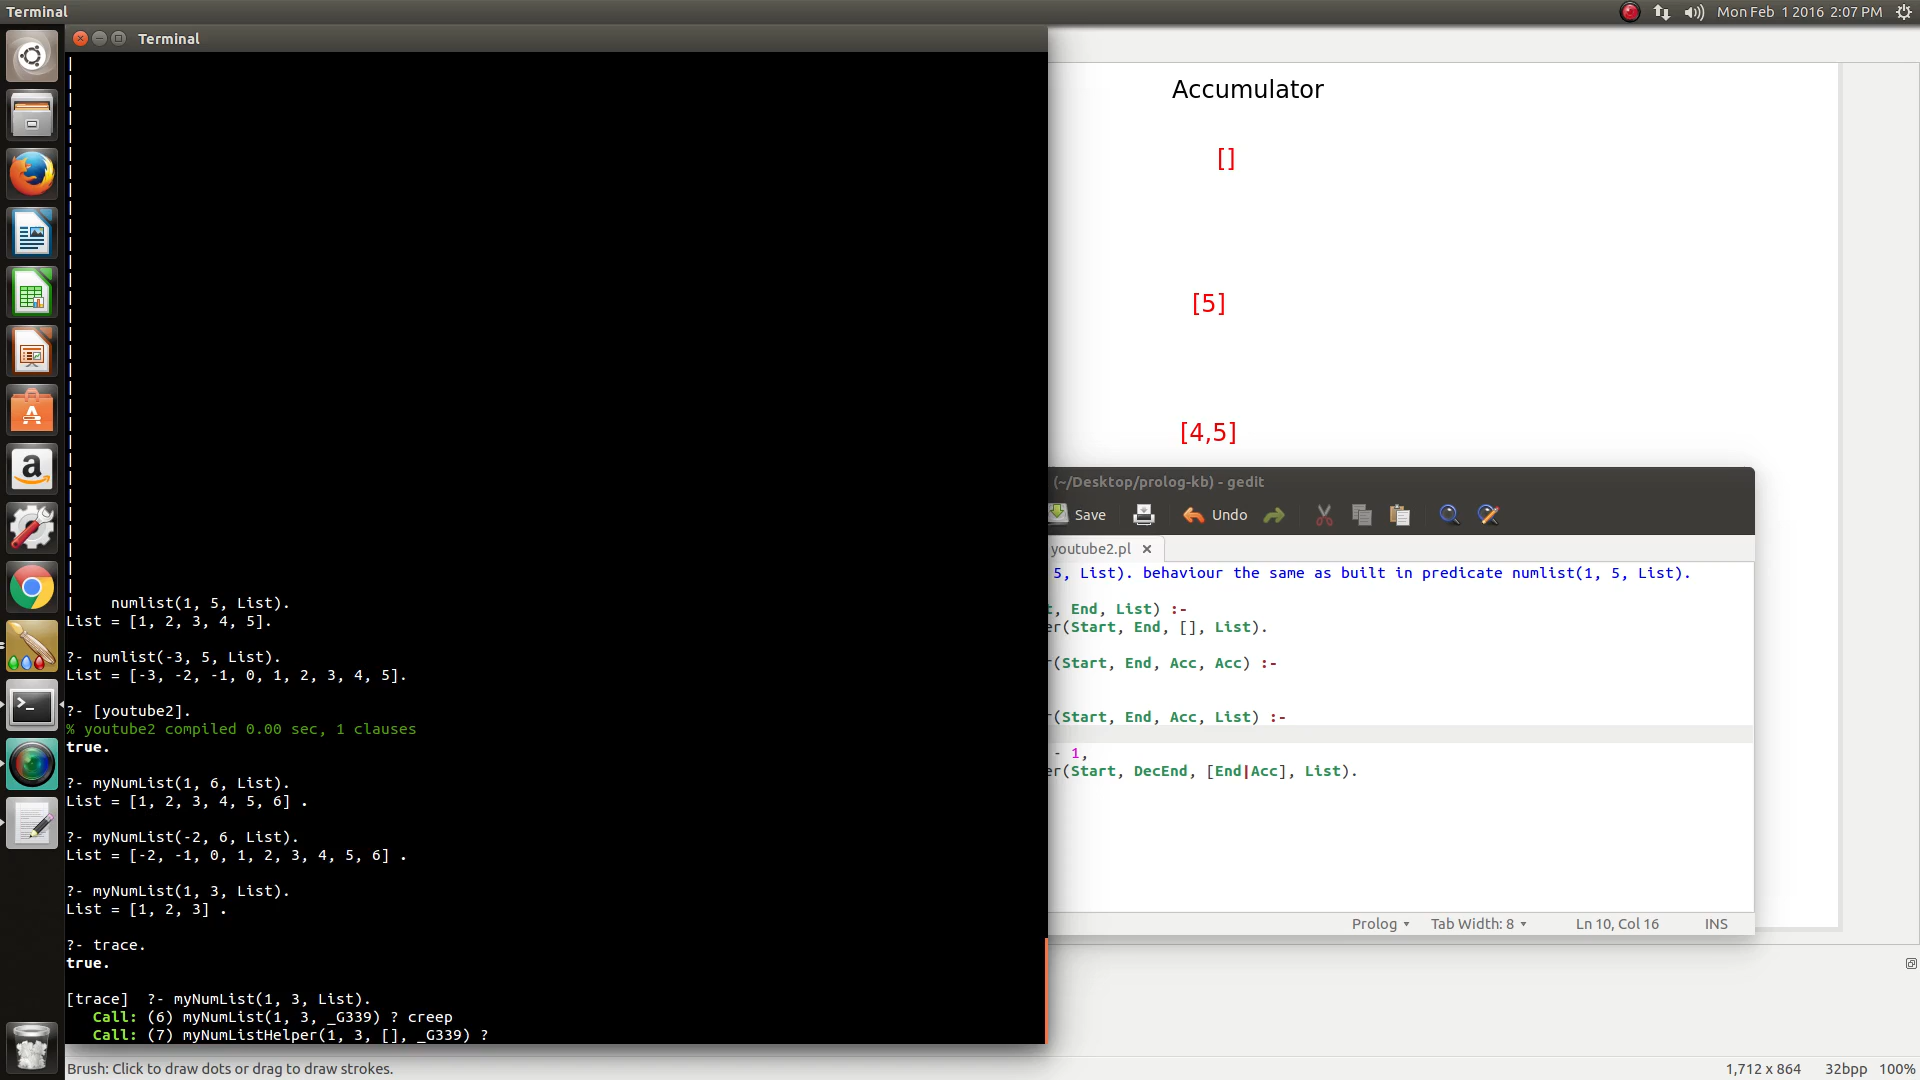 Terminal
Mon Feb 1 2016 2:07 PM
Terminal
| numlist(1, 5, List).
List = [1, 2, 3, 4, 5].
?- numlist(-3, 5, List).
List = [-3, -2, -1, 0, 1, 2, 3, 4, 5].
?- [youtube2].
% youtube2 compiled 0.00 sec, 1 clauses
true.
?- myNumList(1, 6, List).
List = [1, 2, 3, 4, 5, 6] .
?- myNumList(-2, 6, List).
List = [-2, -1, 0, 1, 2, 3, 4, 5, 6] .
?- myNumList(1, 3, List).
List = [1, 2, 3] .
?- trace.
true.
[trace] ?- myNumList(1, 3, List).
Call: (6) myNumList(1, 3, _G339) ? creep
Call: (7) myNumListHelper(1, 3, [], _G339) ?
Accumulator
[]
[5]
[4,5]
(~/Desktop/prolog-kb) - gedit
Save Undo
youtube2.pl
5, List). behaviour the same as built in predicate numlist(1, 5, List).
t, End, List) :-
er(Start, End, [], List).
r(Start, End, Acc, Acc) :-
r(Start, End, Acc, List) :-
- 1,
er(Start, DecEnd, [End|Acc], List).
Prolog Tab Width: 8 Ln 10, Col 16 INS
Brush: Click to draw dots or drag to draw strokes.
1,712 x 864 32bpp 100%